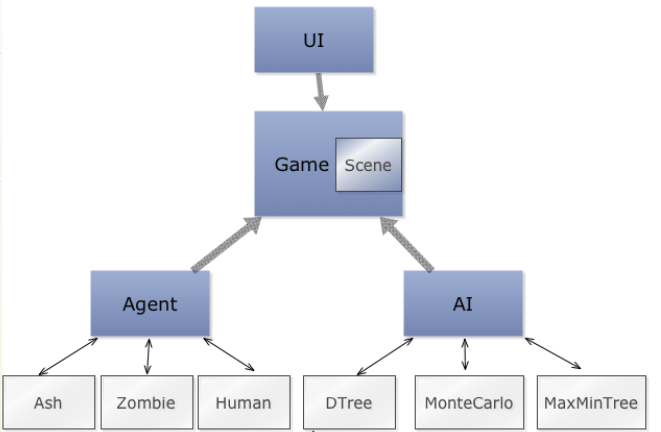 UI
Game
Scene
Agent
AI
Ash
Zombie
Human
DTree
MonteCarlo
MaxMinTree